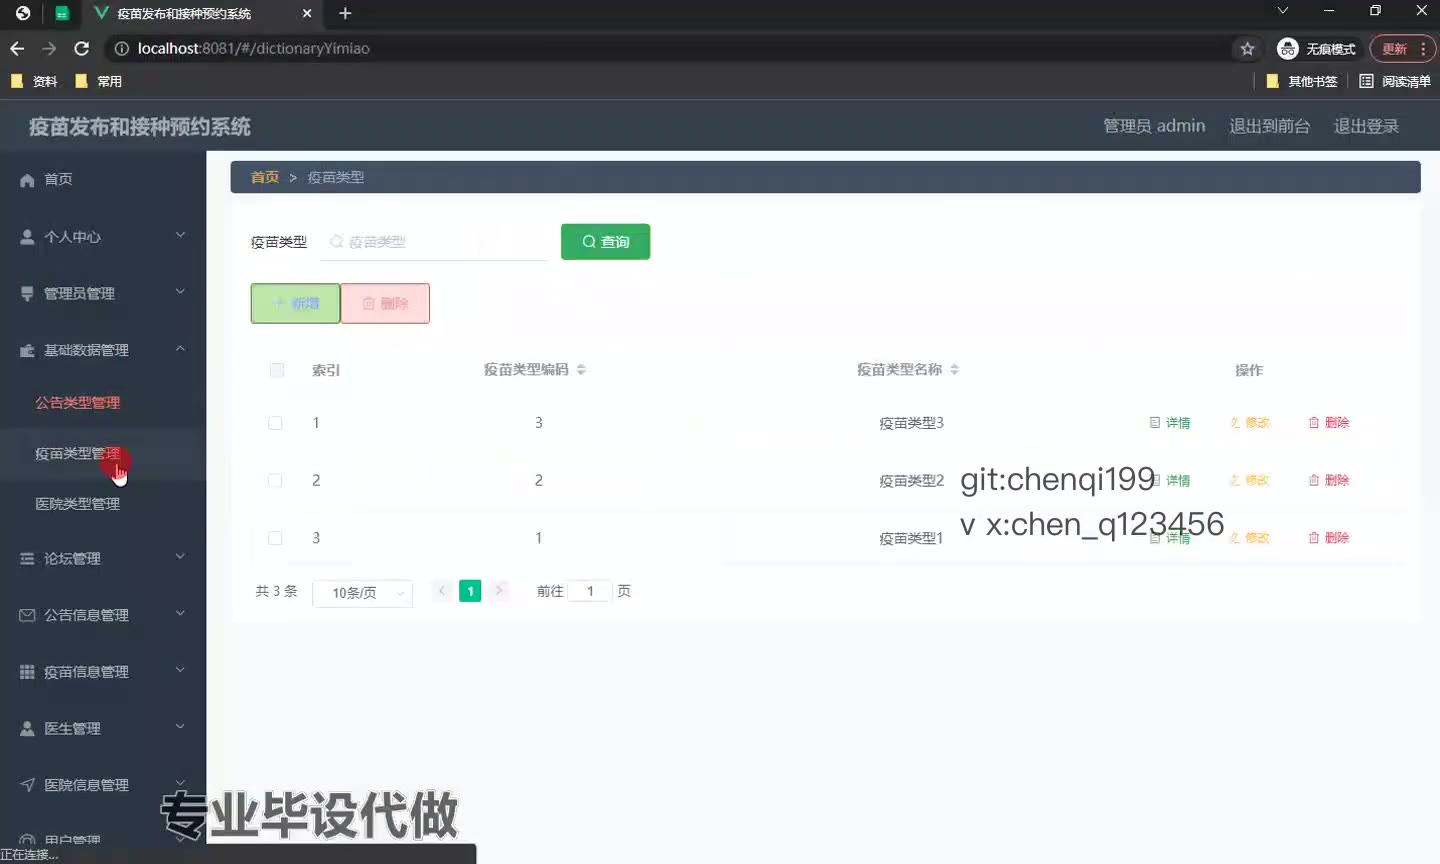 疫苗发布和接种预约系统
localhost:8081/#/dictionaryYimiao
无痕模式
更新
资料
常用
其他书签
阅读清单
疫苗发布和接种预约系统
管理员 admin
退出到前台
退出登录
首页
个人中心
管理员管理
基础数据管理
公告类型管理
疫苗类型管理
医院类型管理
论坛管理
公告信息管理
疫苗信息管理
医生管理
医院信息管理
用户管理
首页 > 疫苗类型
疫苗类型
疫苗类型
查询
新增
删除
索引 疫苗类型编码 疫苗类型名称 操作
1 3 疫苗类型3 详情 修改 删除
2 2 疫苗类型2 详情 修改 删除
3 1 疫苗类型1 详情 修改 删除
git:chenqi199
v x:chen_q123456
共 3 条 10条/页 < 1 > 前往 1 页
专业毕设代做
正在连接...